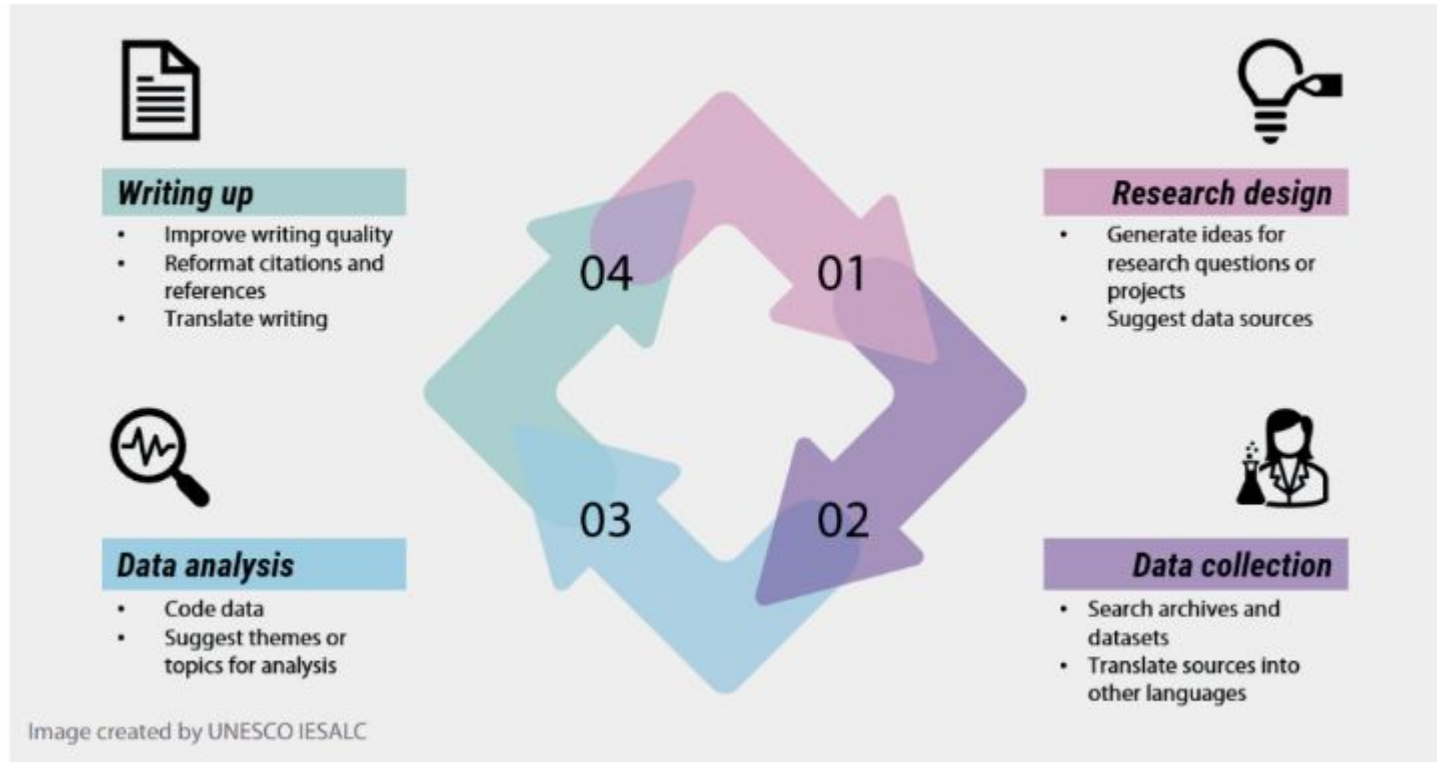 Writing up
• Improve writing quality
• Reformat citations and
references
• Translate writing
04
01
Research design
• Generate ideas for
research questions or
projects
• Suggest data sources
Data analysis
• Code data
• Suggest themes or
topics for analysis
03
02
Data collection
• Search archives and
datasets
• Translate sources into
other languages
Image created by UNESCO IESALC